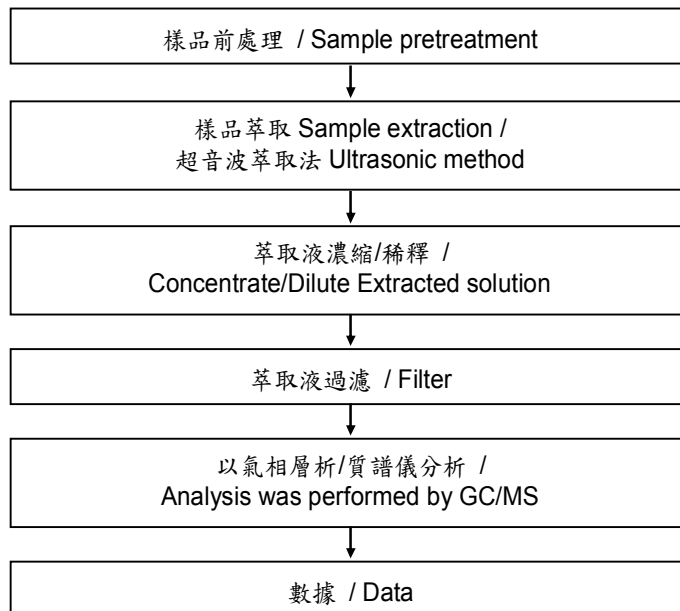 樣品前處理 / Sample pretreatment
樣品萃取 Sample extraction /
超音波萃取法 Ultrasonic method
萃取液濃縮/稀釋 /
Concentrate/Dilute Extracted solution
萃取液過濾 / Filter
以氣相層析/質譜儀分析 /
Analysis was performed by GC/MS
數據 / Data